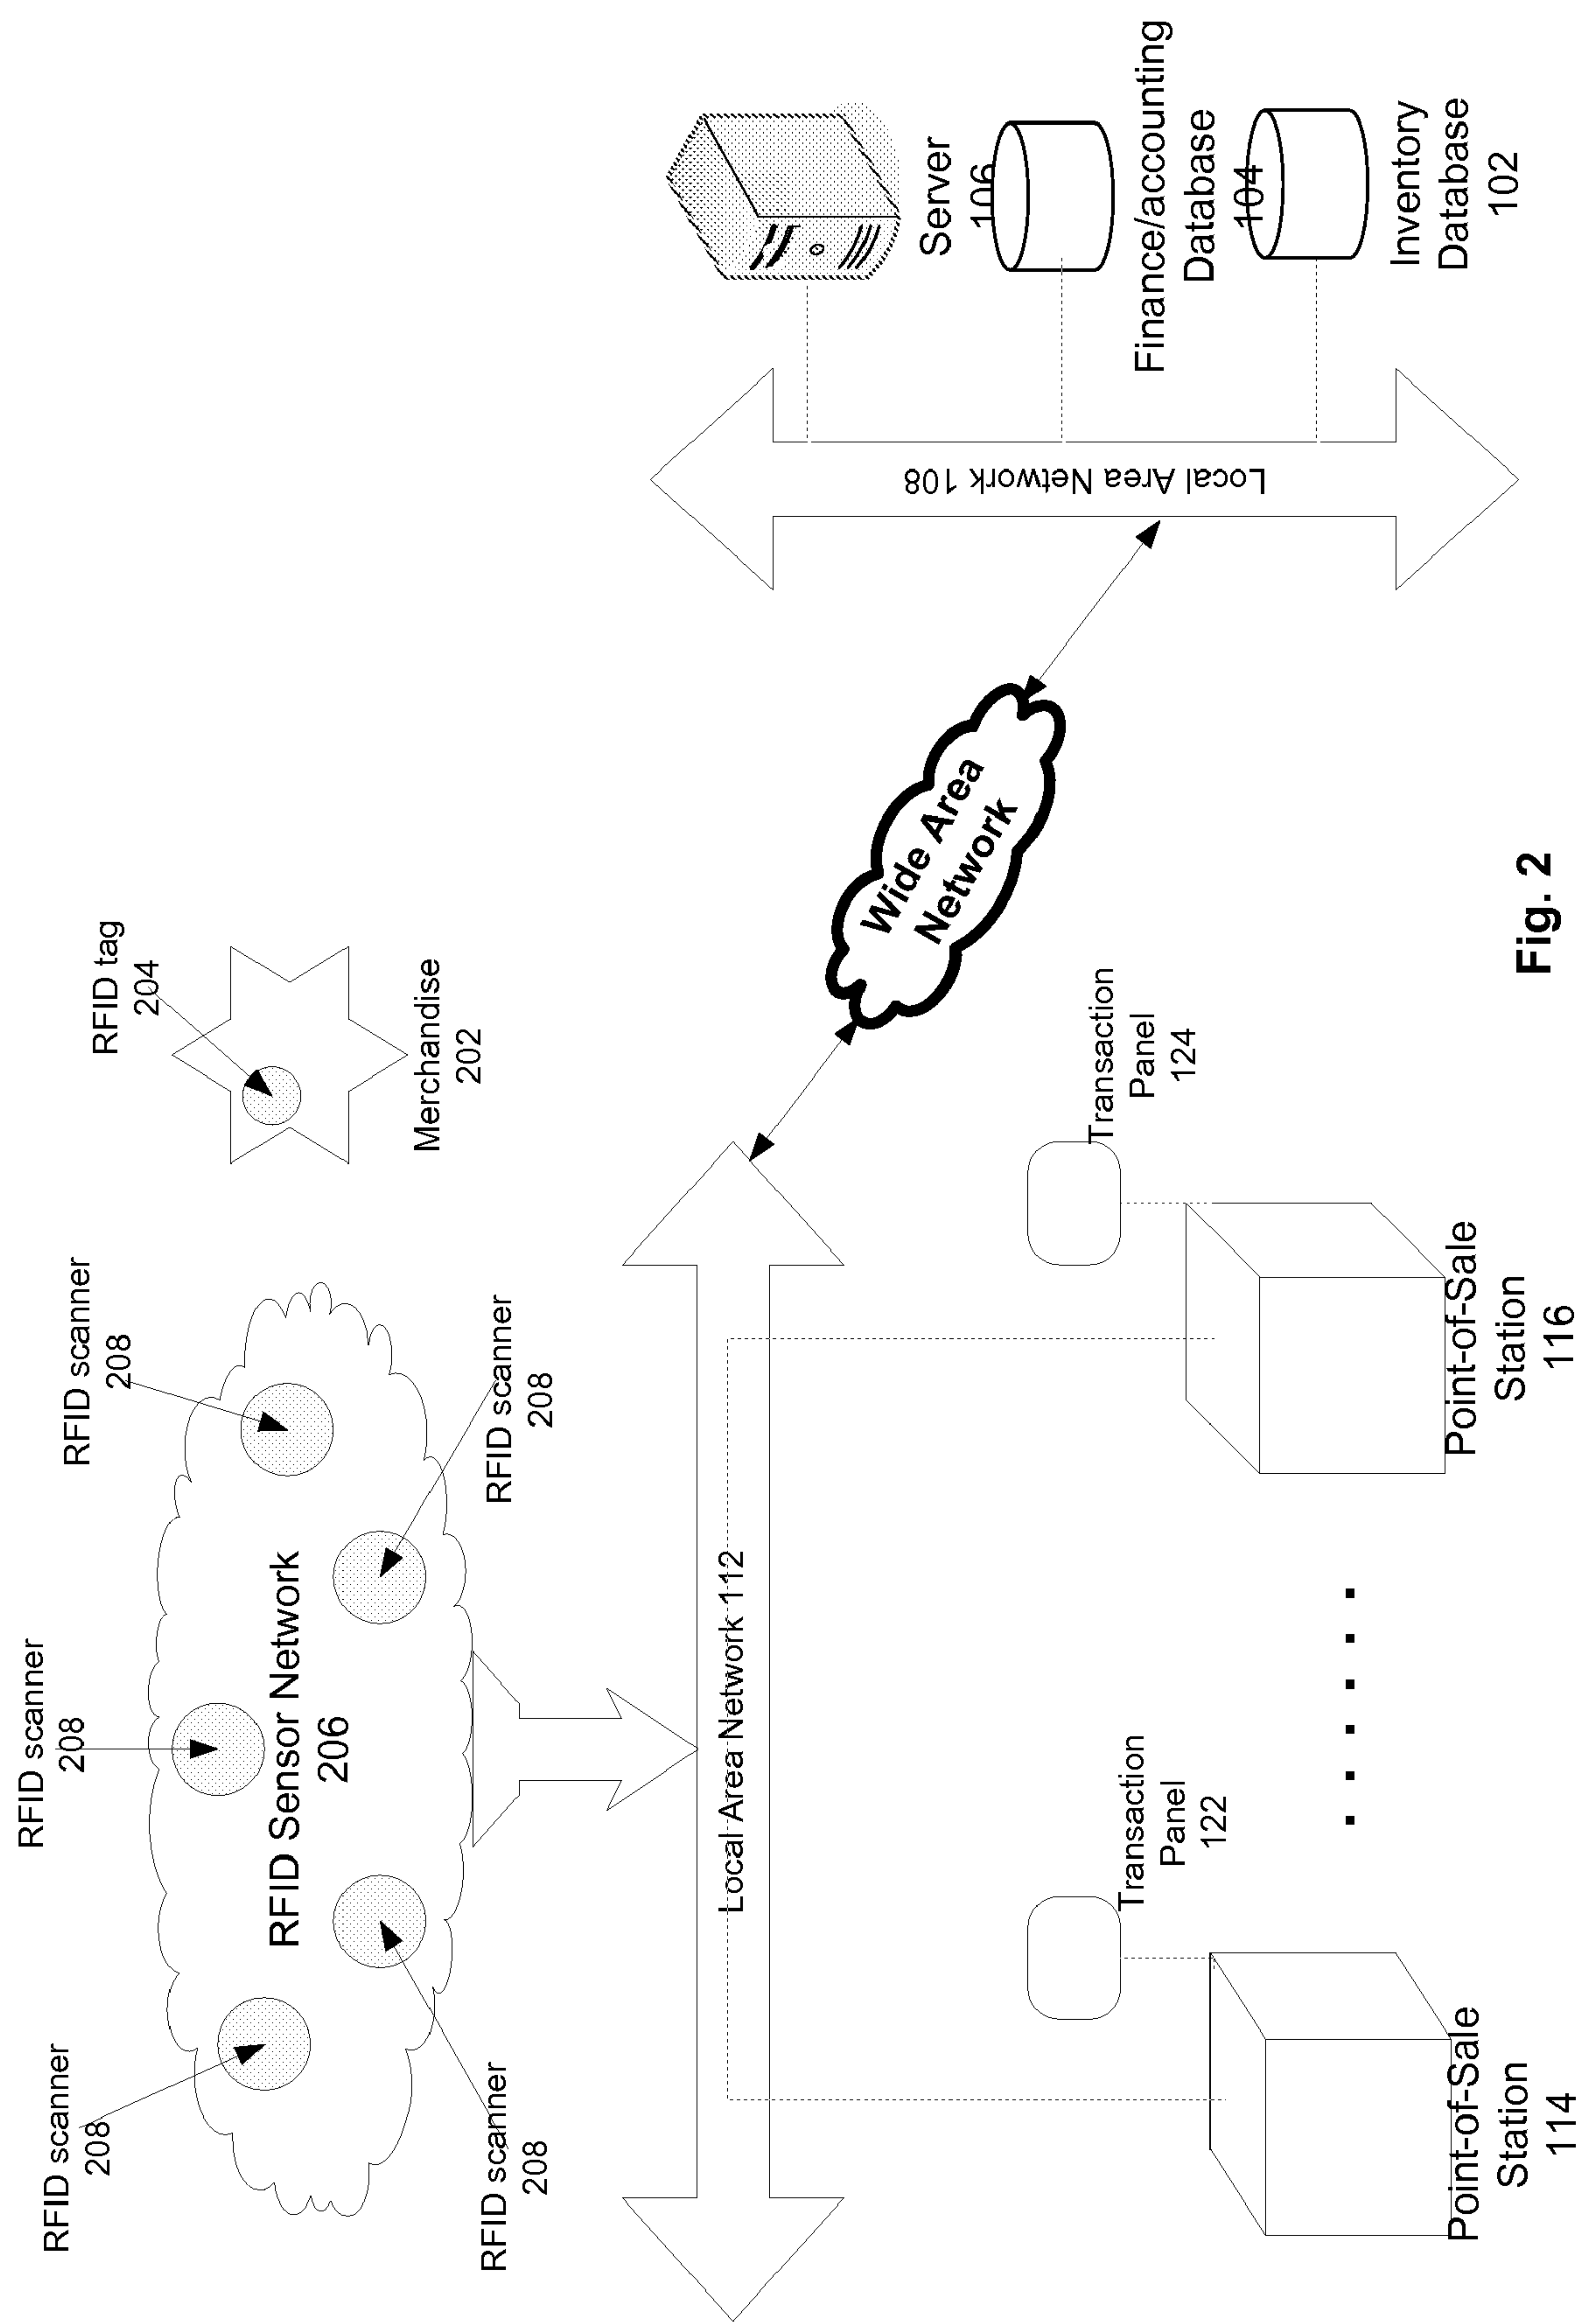 RFID scanner
208
RFID scanner
208
RFID scanner
208
RFID tag
204
RFID Sensor Network
206
Merchandise
202
RFID scanner
208
RFID scanner
208
Local Area Network 112
Wide Area
Network
Local Area Network 108
Server
106
Finance/accounting
Database
104
Inventory
Database
102
Transaction
Panel
122
Transaction
Panel
124
Point-of-Sale
Station
114
Point-of-Sale
Station
116
Fig. 2